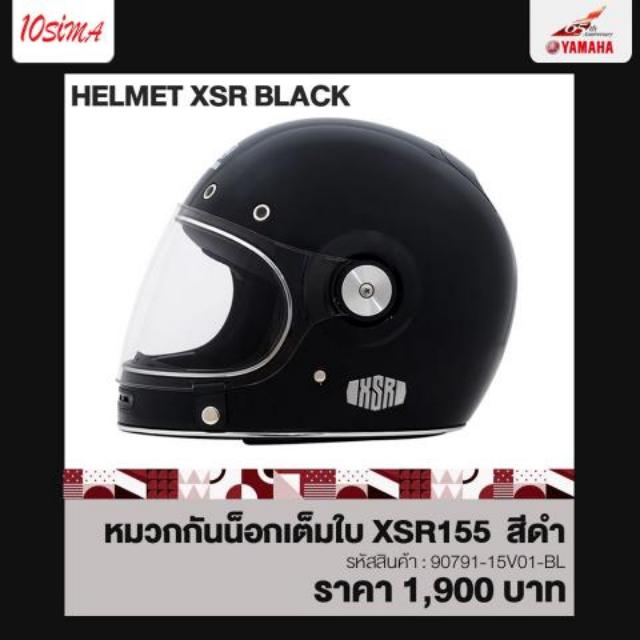 10SIMA
65th
Anniversary
YAMAHA
HELMET XSR BLACK
XSR
หมวกกันน็อกเต็มใบ XSR155 สีดำ
รหัสสินค้า : 90791-15V01-BL
ราคา 1,900 บาท